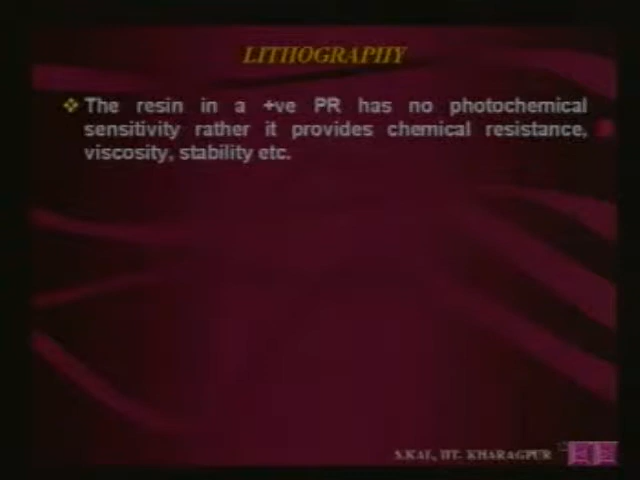 LITHOGRAPHY
The resin in a +ve PR has no photochemical
sensitivity rather it provides chemical resistance,
viscosity, stability etc.
S.KAL, IIT- KHARAGPUR